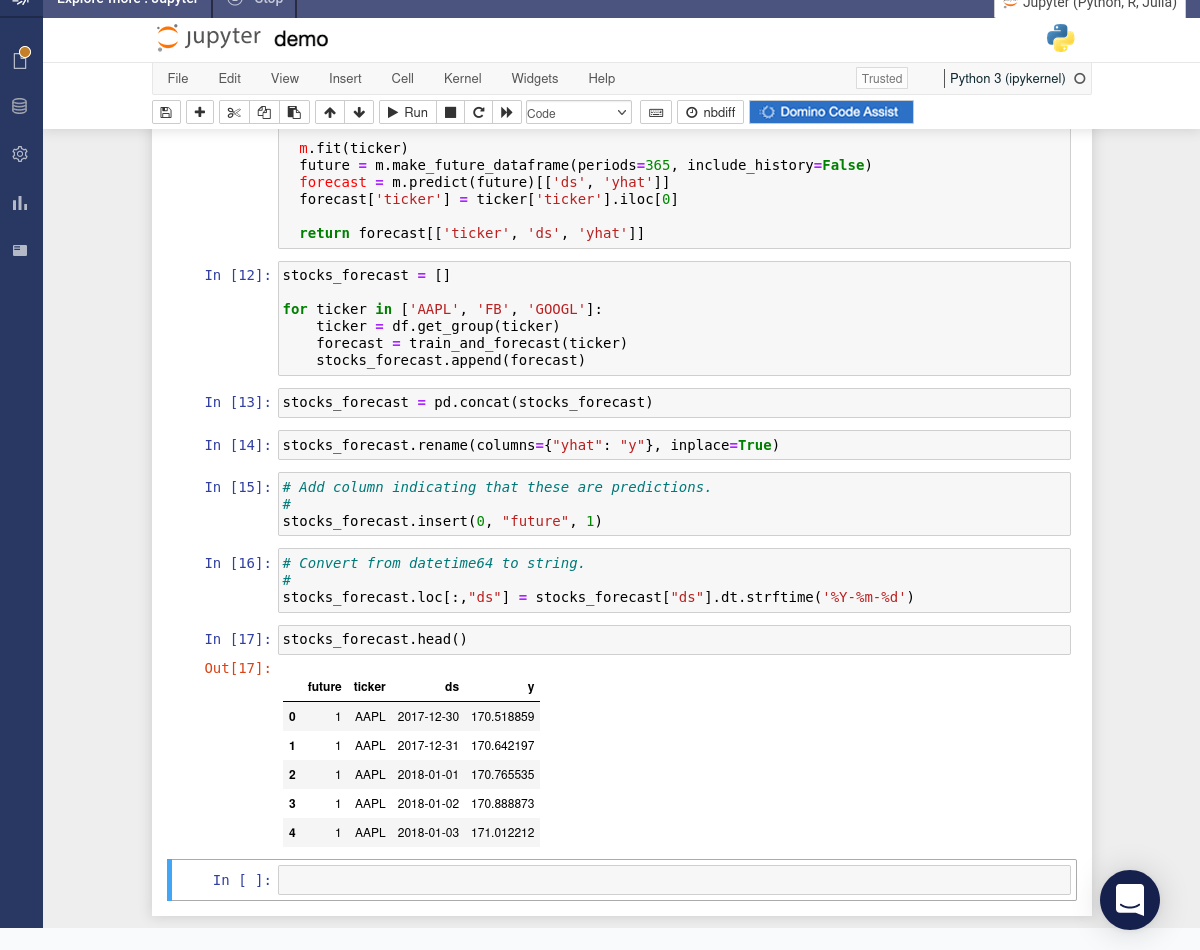 Explore more : Jupyter
Stop
Jupyter (Python, R, Julia)
jupyter demo
File Edit View Insert Cell Kernel Widgets Help
Trusted
Python 3 (ipykernel)
Run
Code
nbdiff
Domino Code Assist
m.fit(ticker)
future = m.make_future_dataframe(periods=365, include_history=False)
forecast = m.predict(future)[['ds', 'yhat']]
forecast['ticker'] = ticker['ticker'].iloc[0]
return forecast[['ticker', 'ds', 'yhat']]
In [12]: stocks_forecast = []
for ticker in ['AAPL', 'FB', 'GOOGL']:
ticker = df.get_group(ticker)
forecast = train_and_forecast(ticker)
stocks_forecast.append(forecast)
In [13]: stocks_forecast = pd.concat(stocks_forecast)
In [14]: stocks_forecast.rename(columns={"yhat": "y"}, inplace=True)
In [15]: # Add column indicating that these are predictions.
#
stocks_forecast.insert(0, "future", 1)
In [16]: # Convert from datetime64 to string.
#
stocks_forecast.loc[:,"ds"] = stocks_forecast["ds"].dt.strftime('%Y-%m-%d')
In [17]: stocks_forecast.head()
Out[17]:
future ticker ds y
0 1 AAPL 2017-12-30 170.518859
1 1 AAPL 2017-12-31 170.642197
2 1 AAPL 2018-01-01 170.765535
3 1 AAPL 2018-01-02 170.888873
4 1 AAPL 2018-01-03 171.012212
In [ ]: